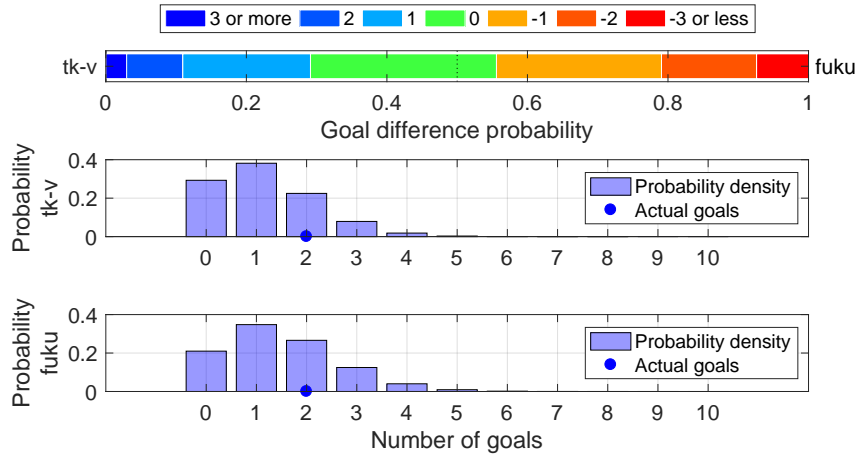 3 or more 2 1 0 -1 -2 -3 or less
tk-v fuku
0 0.2 0.4 0.6 0.8 1
Goal difference probability
Probability
tk-v
0.4
0.2
0
Probability density
Actual goals
0 1 2 3 4 5 6 7 8 9 10
Probability
fuku
0.4
0.2
0
Probability density
Actual goals
0 1 2 3 4 5 6 7 8 9 10
Number of goals